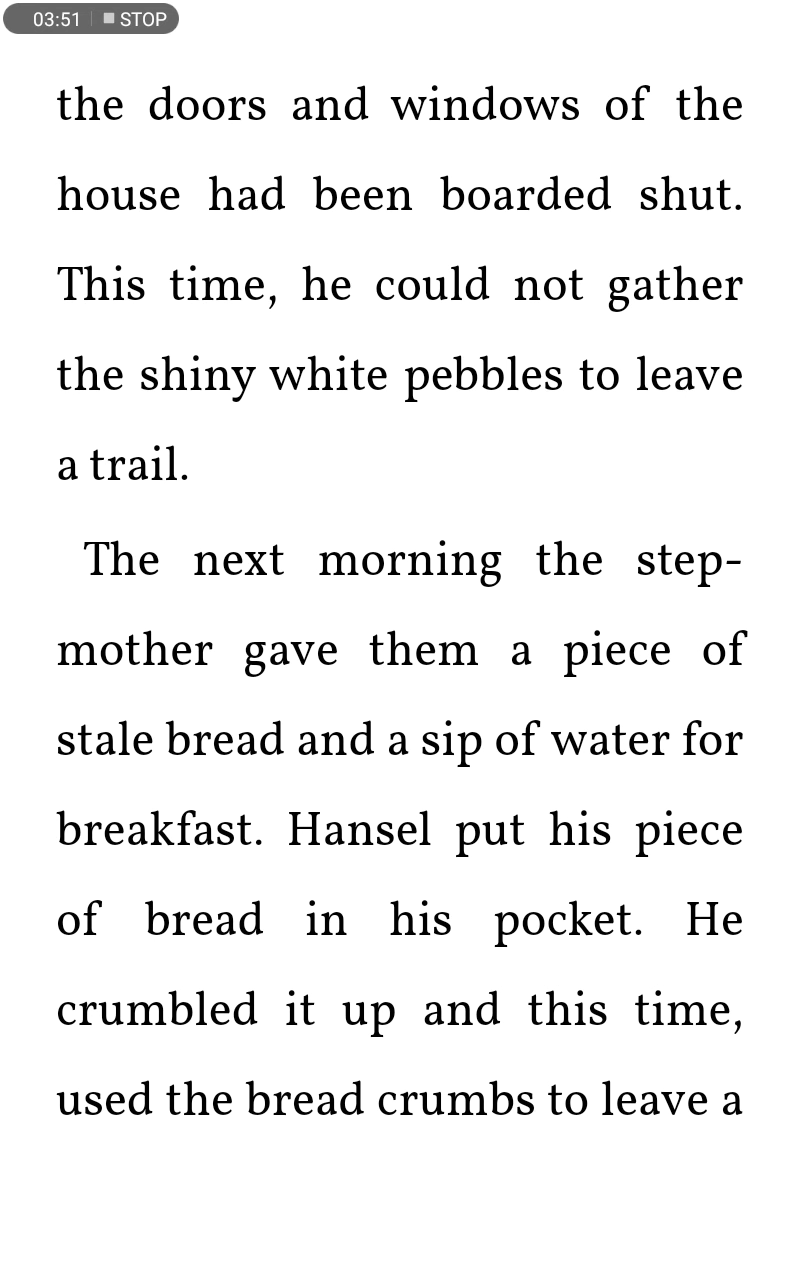 03:51 STOP
the doors and windows of the
house had been boarded shut.
This time, he could not gather
the shiny white pebbles to leave
a trail.
The next morning the step-
mother gave them a piece of
stale bread and a sip of water for
breakfast. Hansel put his piece
of bread in his pocket. He
crumbled it up and this time,
used the bread crumbs to leave a